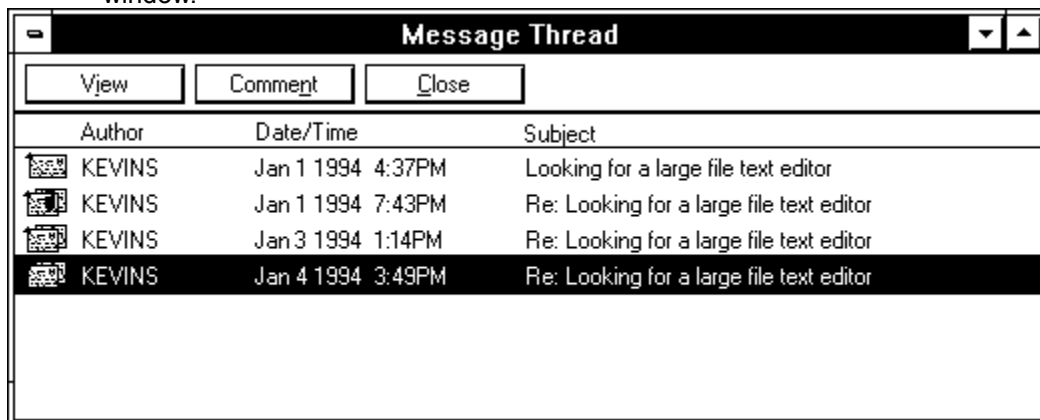 window.
Message Thread
View Comment Close
Author Date/Time Subject
KEVINS Jan 1 1994 4:37PM Looking for a large file text editor
KEVINS Jan 1 1994 7:43PM Re: Looking for a large file text editor
KEVINS Jan 3 1994 1:14PM Re: Looking for a large file text editor
KEVINS Jan 4 1994 3:49PM Re: Looking for a large file text editor